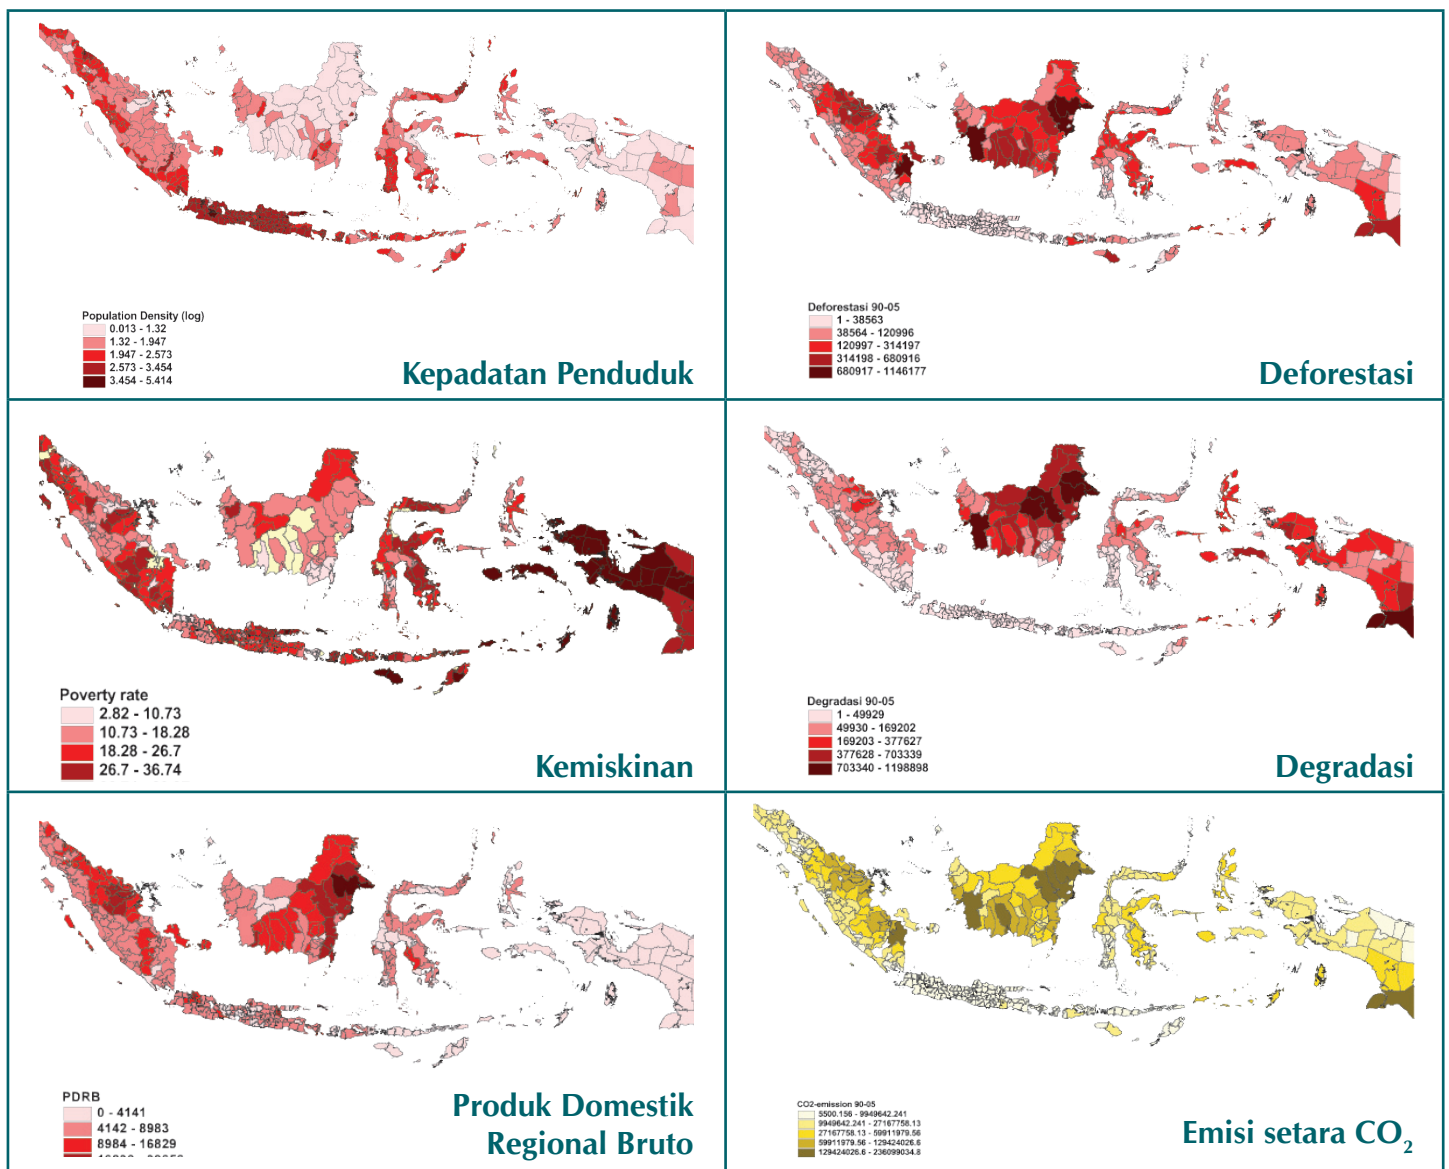 Population Density (log)
0.013 - 1.32
1.32 - 1.947
1.947 - 2.573
2.573 - 3.454
3.454 - 5.414
Kepadatan Penduduk
Deforestasi 90-05
1 - 38563
38564 - 120996
120997 - 314197
314198 - 680916
680917 - 1146177
Deforestasi
Poverty rate
2.82 - 10.73
10.73 - 18.28
18.28 - 26.7
26.7 - 36.74
Kemiskinan
Degradasi 90-05
1 - 49929
49930 - 169202
169203 - 377627
377628 - 703339
703340 - 1198898
Degradasi
PDRB
0 - 4141
4142 - 8983
8984 - 16829
Produk Domestik
Regional Bruto
CO2-emission 90-05
5500.156 - 9949642.241
9949642.241 - 27167758.13
27167758.13 - 59911979.56
59911979.56 - 129424026.6
129424026.6 - 236099034.8
Emisi setara CO₂